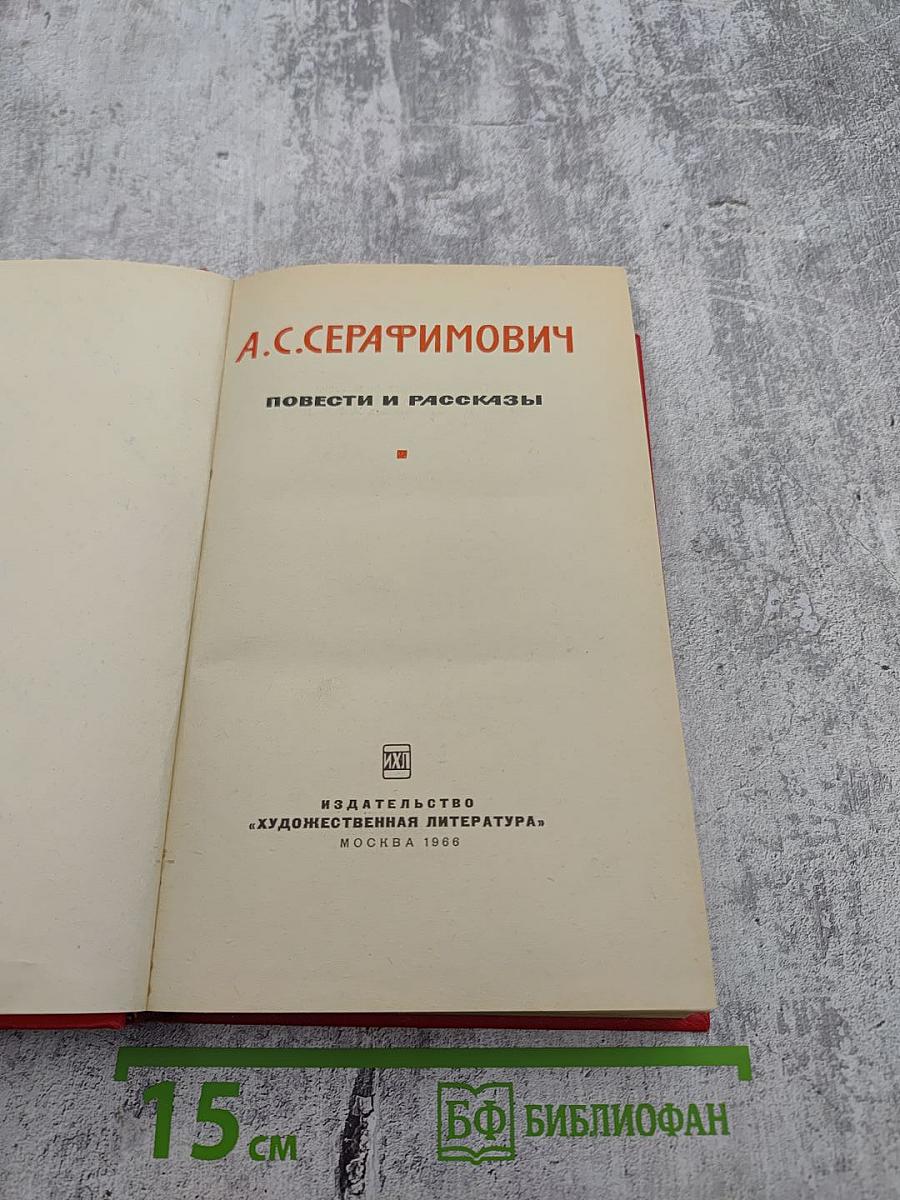 А.С.СЕРАФИМОВИЧ
ПОВЕСТИ И РАССКАЗЫ
ИХЛ
ИЗДАТЕЛЬСТВО
«ХУДОЖЕСТВЕННАЯ ЛИТЕРАТУРА»
МОСКВА 1966
15 см
БФ БИБЛИОФАН